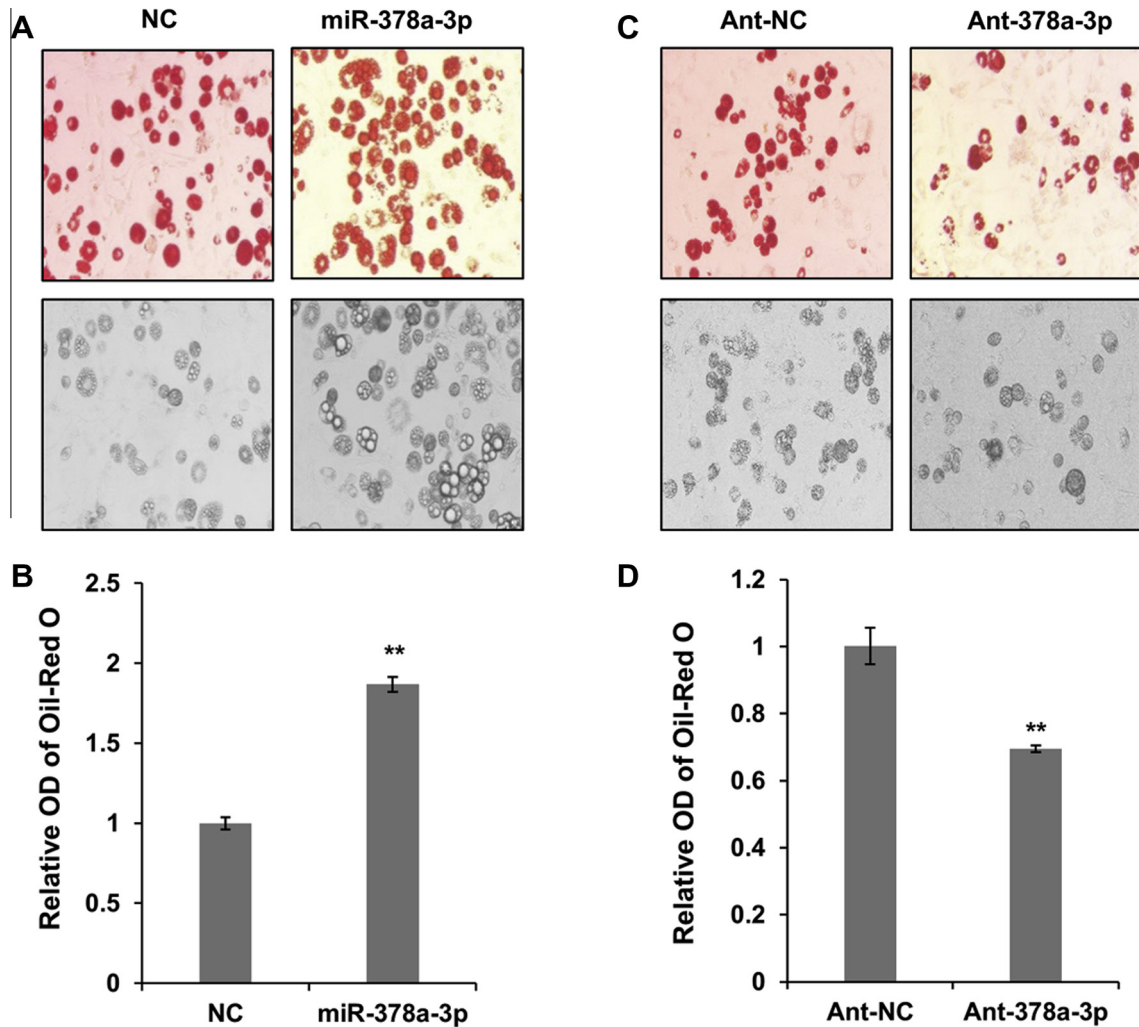 A
NC
miR-378a-3p
C
Ant-NC
Ant-378a-3p
B
Relative OD of Oil-Red O
2.5
2
1.5
1
0.5
0
**
NC
miR-378a-3p
D
Relative OD of Oil-Red O
1.2
1
0.8
0.6
0.4
0.2
0
**
Ant-NC
Ant-378a-3p